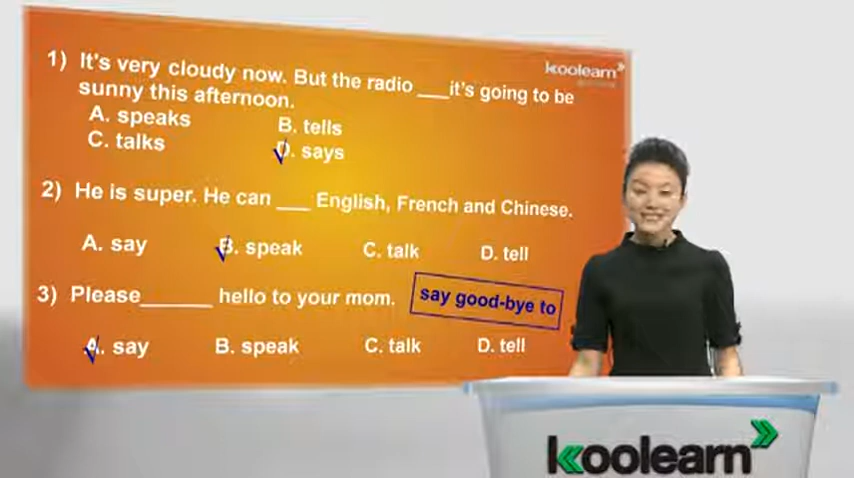 koolearn
1) It's very cloudy now. But the radio ___it's going to be
sunny this afternoon.
A. speaks B. tells
C. talks D. says
2) He is super. He can ___ English, French and Chinese.
A. say B. speak C. talk D. tell
3) Please______ hello to your mom. say good-bye to
A. say B. speak C. talk D. tell
koolearn